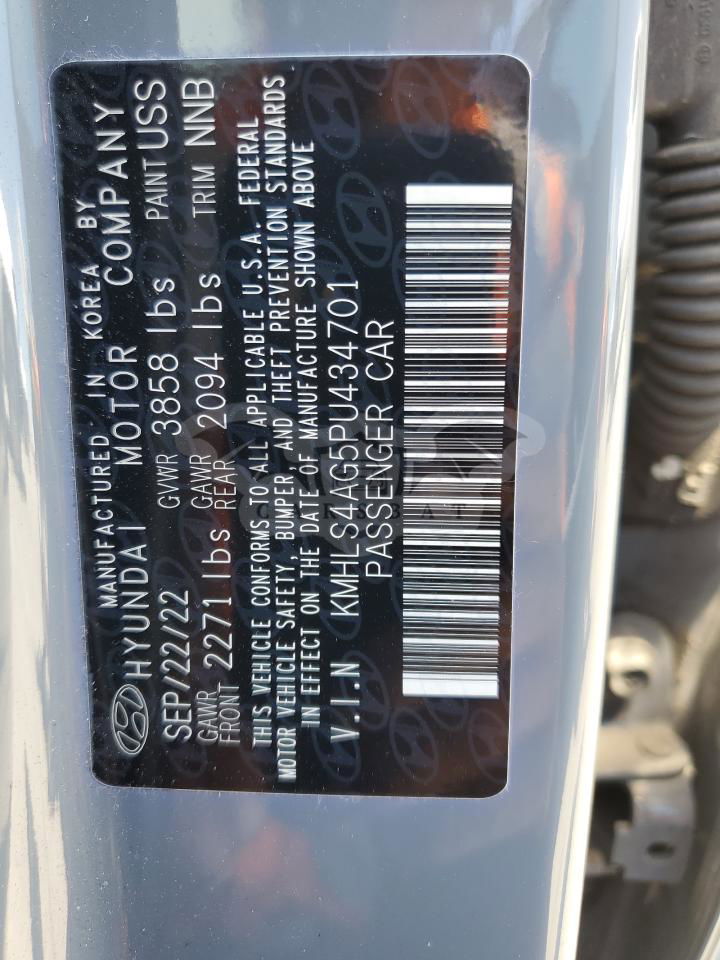 MANUFACTURED IN KOREA BY
HYUNDAI MOTOR COMPANY
SEP/22/22 GVWR 3858 lbs PAINT USS
GAWR FRONT 2271 lbs GAWR REAR 2094 lbs TRIM NNB
THIS VEHICLE CONFORMS TO ALL APPLICABLE U.S.A. FEDERAL
MOTOR VEHICLE SAFETY, BUMPER, AND THEFT PREVENTION STANDARDS
IN EFFECT ON THE DATE OF MANUFACTURE SHOWN ABOVE
V.I.N KMHLS4AG5PU434701
PASSENGER CAR
CARSBAT